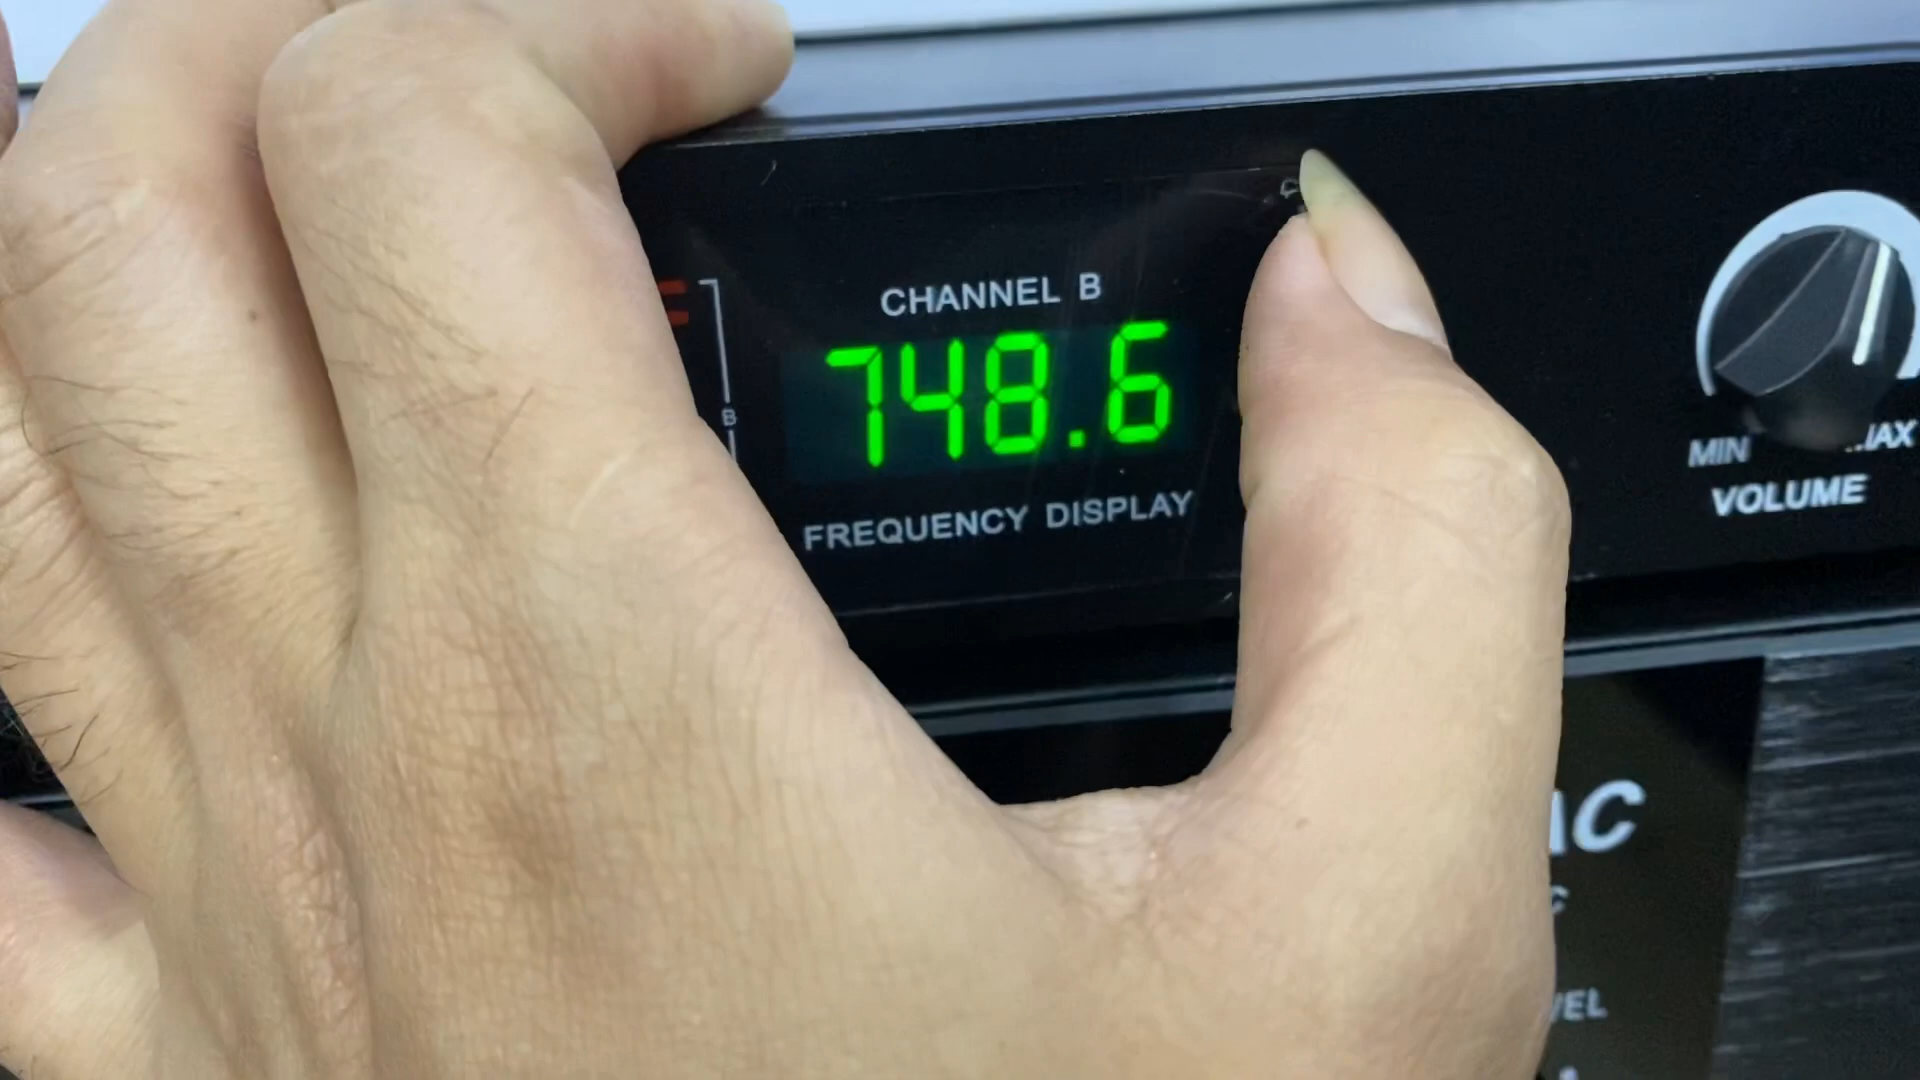 CHANNEL B
748.6
B
FREQUENCY DISPLAY
MIN
VOLUME